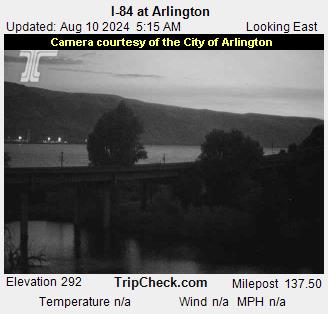 I-84 at Arlington
Updated: Aug 10 2024 5:15 AM Looking East
Camera courtesy of the City of Arlington
Elevation 292 TripCheck.com Milepost 137.50
Temperature n/a Wind n/a MPH n/a